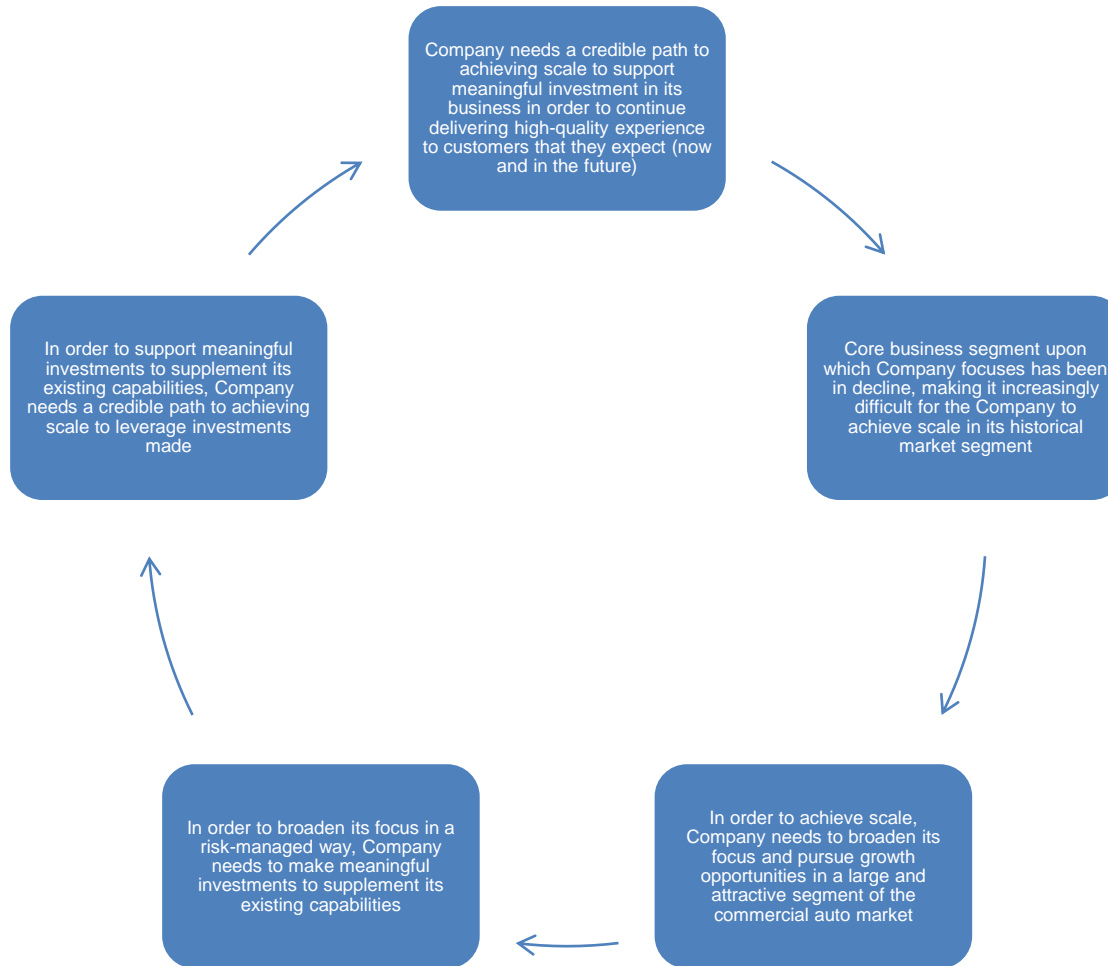 Company needs a credible path to
achieving scale to support
meaningful investment in its
business in order to continue
delivering high-quality experience
to customers that they expect (now
and in the future)
Core business segment upon
which Company focuses has been
in decline, making it increasingly
difficult for the Company to
achieve scale in its historical
market segment
In order to achieve scale,
Company needs to broaden its
focus and pursue growth
opportunities in a large and
attractive segment of the
commercial auto market
In order to broaden its focus in a
risk-managed way, Company
needs to make meaningful
investments to supplement its
existing capabilities
In order to support meaningful
investments to supplement its
existing capabilities, Company
needs a credible path to achieving
scale to leverage investments
made